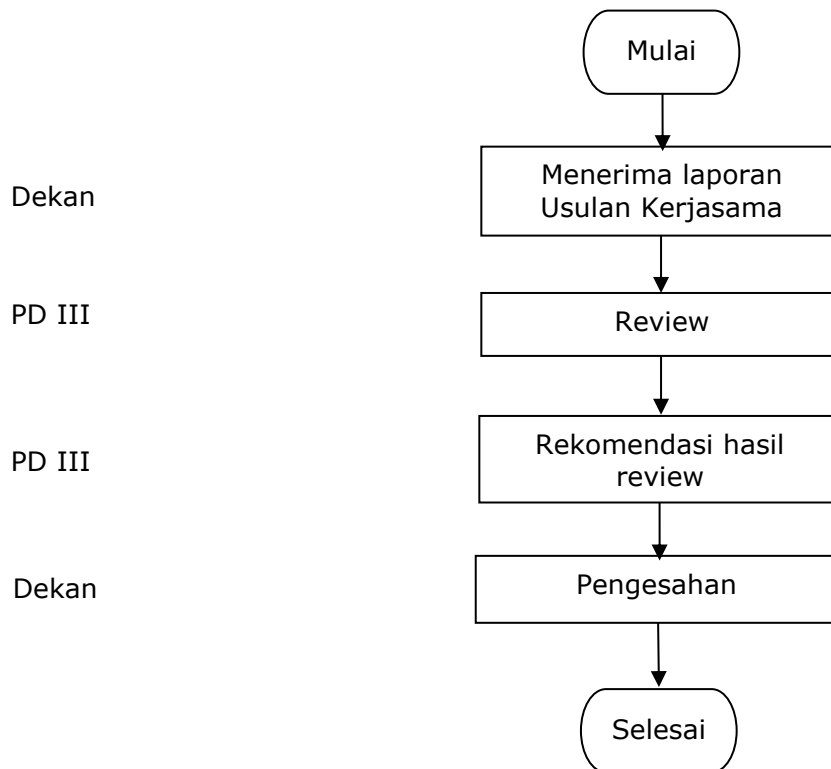 Mulai
Dekan
Menerima laporan
Usulan Kerjasama
PD III
Review
PD III
Rekomendasi hasil
review
Dekan
Pengesahan
Selesai